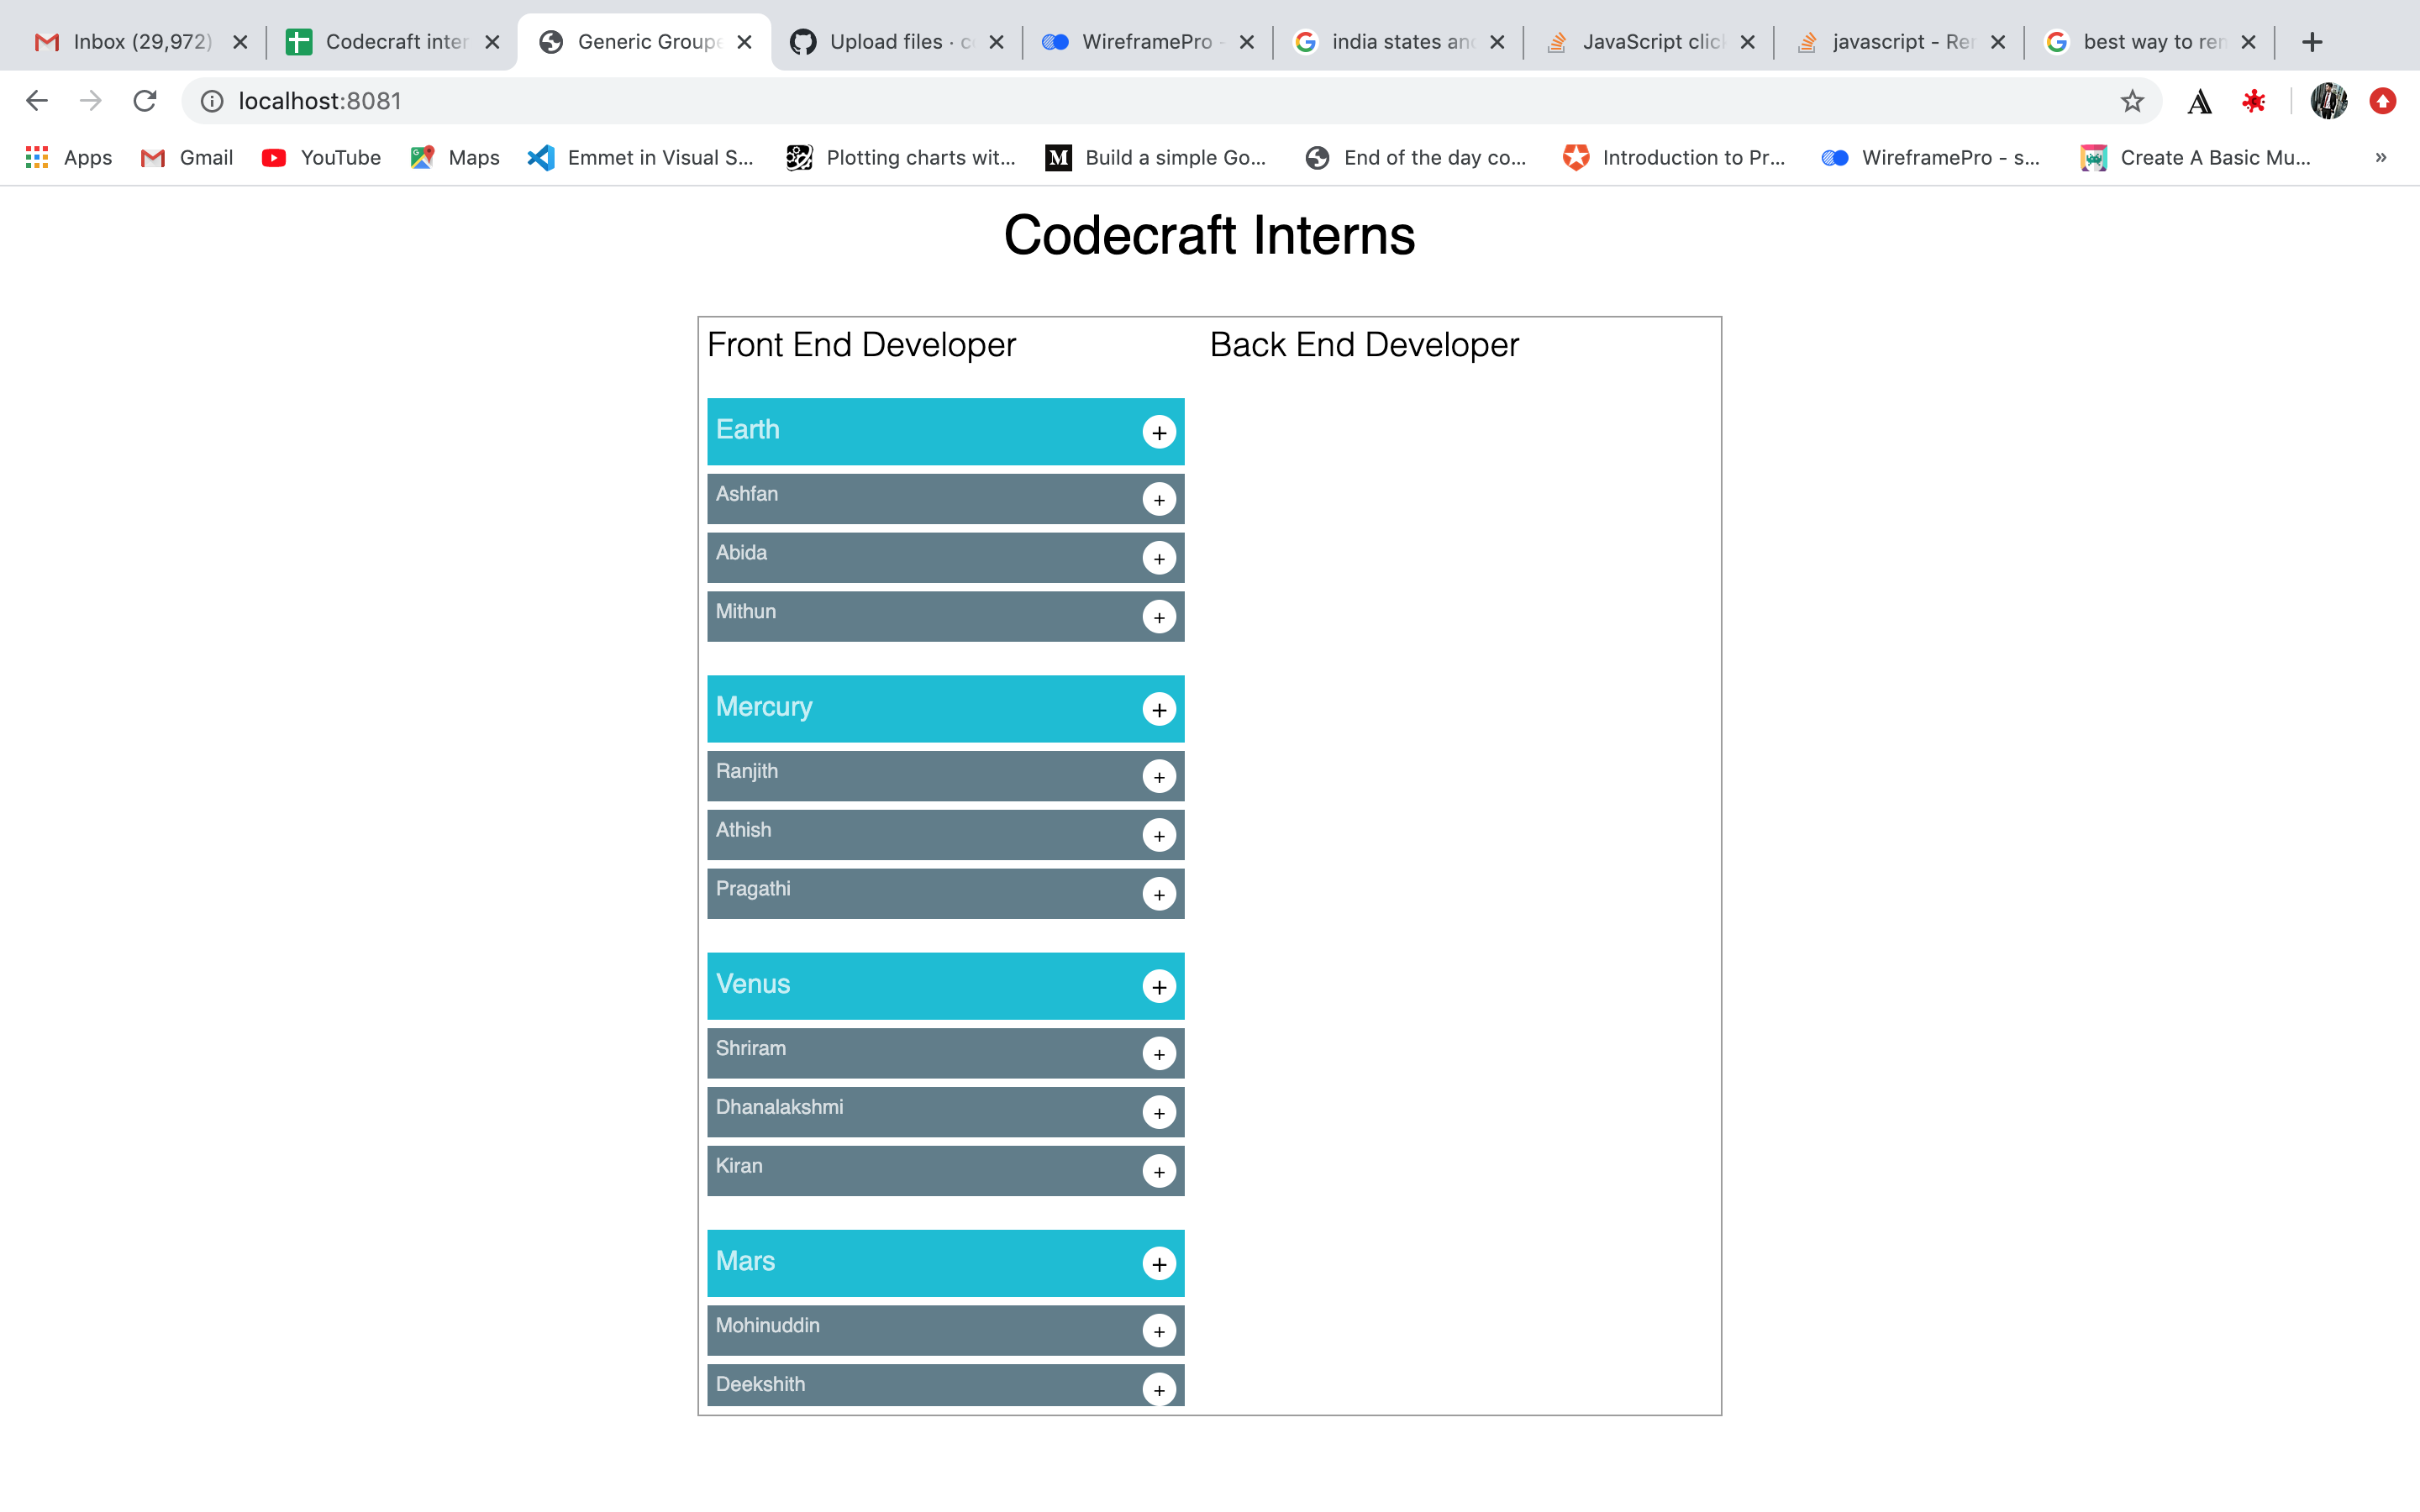 Inbox (29,972)
Codecraft inter
Generic Groupe
Upload files · c
WireframePro -
india states an
JavaScript clic
javascript - Re
best way to re
localhost:8081
Apps
Gmail
YouTube
Maps
Emmet in Visual S...
Plotting charts wit...
M
Build a simple Go...
End of the day co...
Introduction to Pr...
WireframePro - s...
Create A Basic Mu...
»
Codecraft Interns
Front End Developer
Back End Developer
Earth +
Ashfan +
Abida +
Mithun +
Mercury +
Ranjith +
Athish +
Pragathi +
Venus +
Shriram +
Dhanalakshmi +
Kiran +
Mars +
Mohinuddin +
Deekshith +